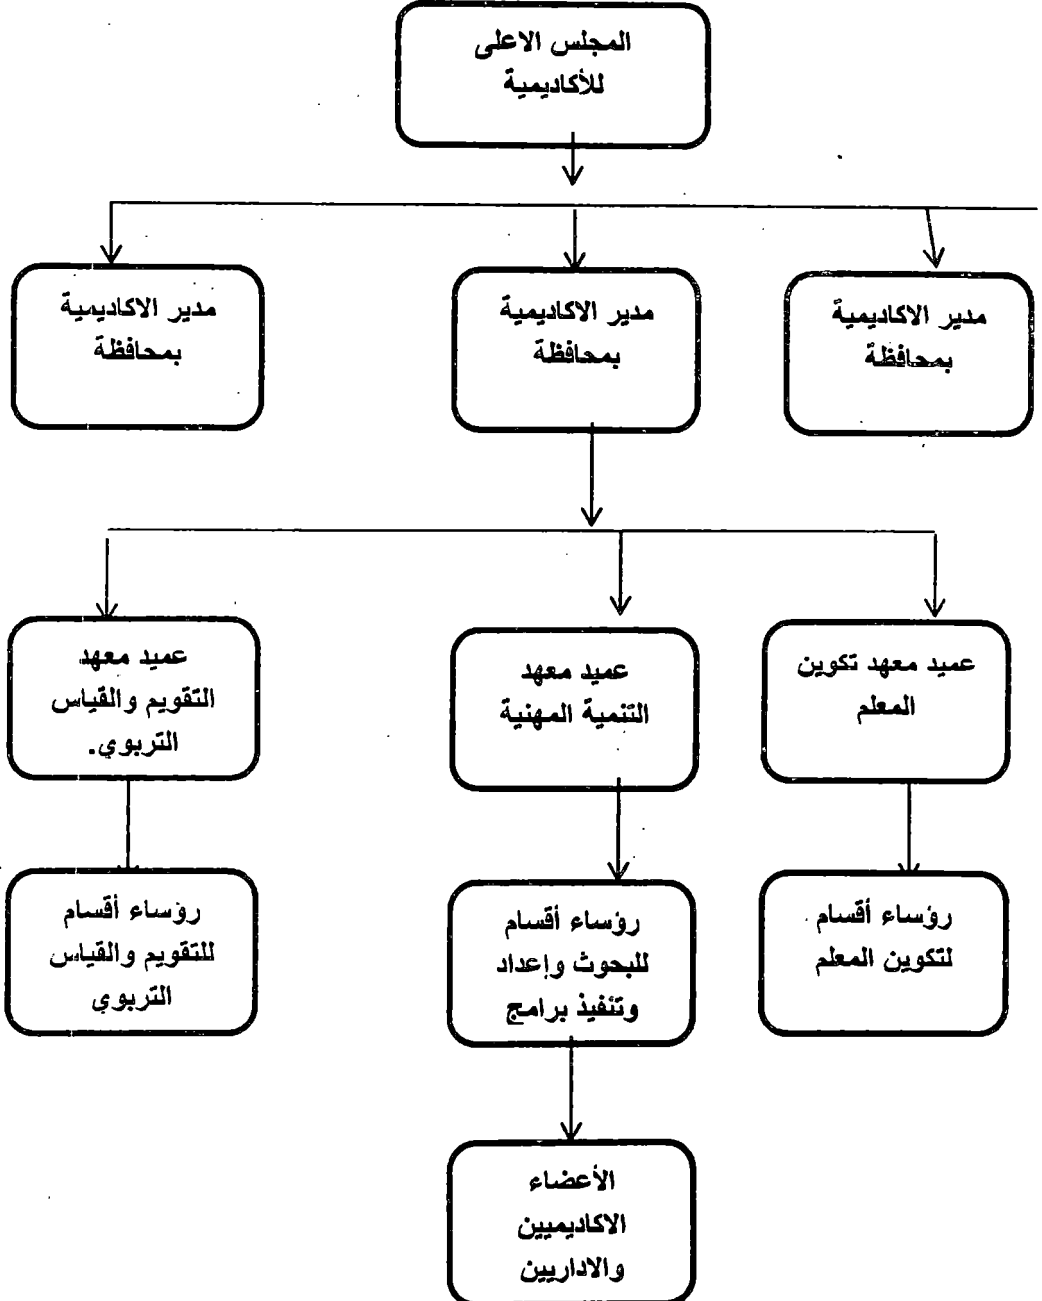 المجلس الاعلى
للأكاديمية
مدير الاكاديمية
بمحافظة
مدير الاكاديمية
بمحافظة
مدير الاكاديمية
بمحافظة
عميد معهد تكوين
المعلم
عميد معهد
التنمية المهنية
عميد معهد
التقويم والقياس
التربوي.
رؤساء أقسام
لتكوين المعلم
رؤساء أقسام
للبحوث وإعداد
وتنفيذ برامج
رؤساء أقسام
للتقويم والقياس
التربوي
الأعضاء
الاكاديميين
والاداريين